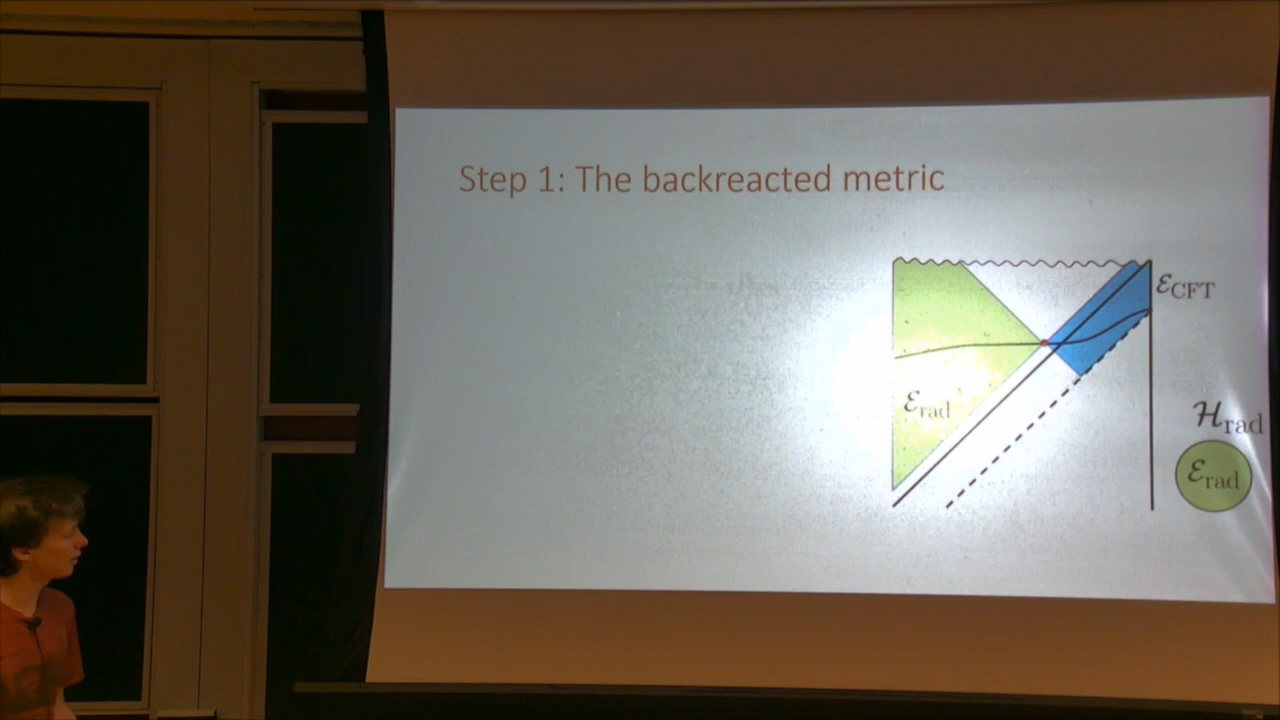 Step 1: The backreacted metric
ℰCFT
ℰrad
ℋrad
ℰrad